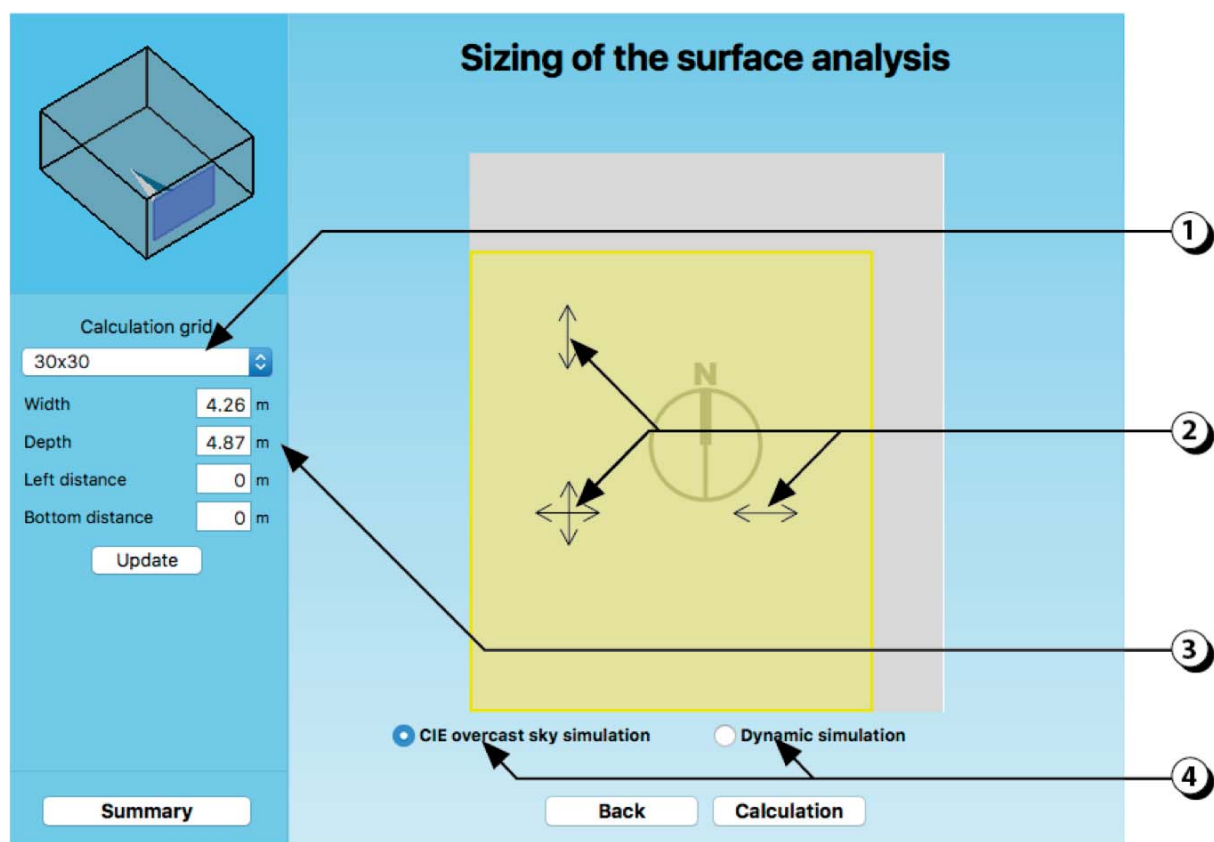 Sizing of the surface analysis
1
Calculation grid
30x30
Width 4.26 m
Depth 4.87 m
Left distance 0 m
Bottom distance 0 m
Update
N
2
3
CIE overcast sky simulation Dynamic simulation
4
Summary Back Calculation